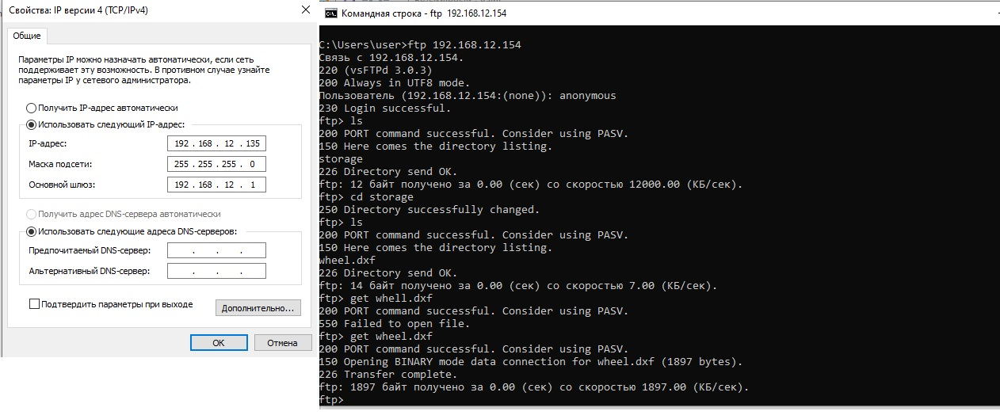 Свойства: IP версии 4 (TCP/IPv4)
Общие
Параметры IP можно назначать автоматически, если сеть
поддерживает эту возможность. В противном случае узнайте
параметры IP у сетевого администратора.
Получить IP-адрес автоматически
Использовать следующий IP-адрес:
IP-адрес: 192 . 168 . 12 . 135
Маска подсети: 255 . 255 . 255 . 0
Основной шлюз: 192 . 168 . 12 . 1
Получить адрес DNS-сервера автоматически
Использовать следующие адреса DNS-серверов:
Предпочитаемый DNS-сервер: . . .
Альтернативный DNS-сервер: . . .
Подтвердить параметры при выходе
Дополнительно...
ОК Отмена
Командная строка - ftp 192.168.12.154
C:\Users\user>ftp 192.168.12.154
Связь с 192.168.12.154.
220 (vsFTPd 3.0.3)
200 Always in UTF8 mode.
Пользователь (192.168.12.154:(none)): anonymous
230 Login successful.
ftp> ls
200 PORT command successful. Consider using PASV.
150 Here comes the directory listing.
storage
226 Directory send OK.
ftp: 12 байт получено за 0.00 (сек) со скоростью 12000.00 (КБ/сек).
ftp> cd storage
250 Directory successfully changed.
ftp> ls
200 PORT command successful. Consider using PASV.
150 Here comes the directory listing.
wheel.dxf
226 Directory send OK.
ftp: 14 байт получено за 0.00 (сек) со скоростью 7.00 (КБ/сек).
ftp> get whell.dxf
200 PORT command successful. Consider using PASV.
550 Failed to open file.
ftp> get wheel.dxf
200 PORT command successful. Consider using PASV.
150 Opening BINARY mode data connection for wheel.dxf (1897 bytes).
226 Transfer complete.
ftp: 1897 байт получено за 0.00 (сек) со скоростью 1897.00 (КБ/сек).
ftp>